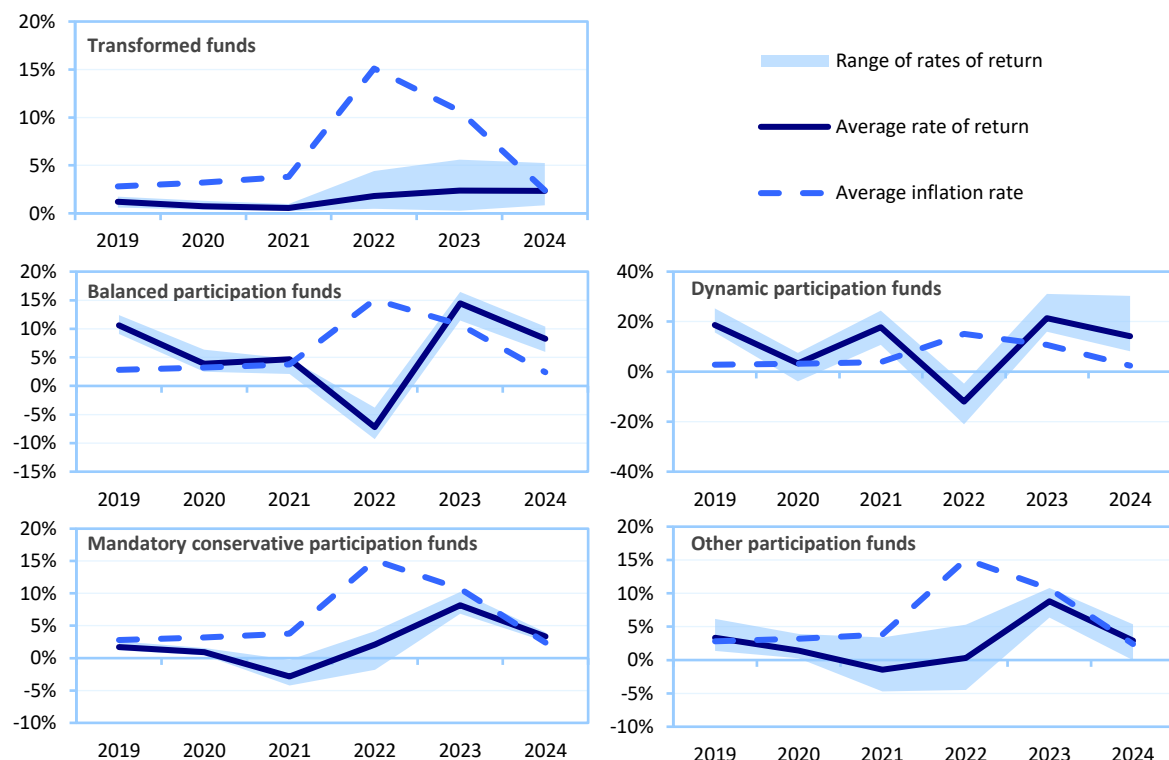 20%
15%
10%
5%
0%
Transformed funds
2019 2020 2021 2022 2023 2024
Range of rates of return
Average rate of return
Average inflation rate
20%
15%
10%
5%
0%
-5%
-10%
-15%
Balanced participation funds
2019 2020 2021 2022 2023 2024
40%
20%
0%
-20%
-40%
Dynamic participation funds
2019 2020 2021 2022 2023 2024
20%
15%
10%
5%
0%
-5%
-10%
Mandatory conservative participation funds
2019 2020 2021 2022 2023 2024
20%
15%
10%
5%
0%
-5%
-10%
Other participation funds
2019 2020 2021 2022 2023 2024